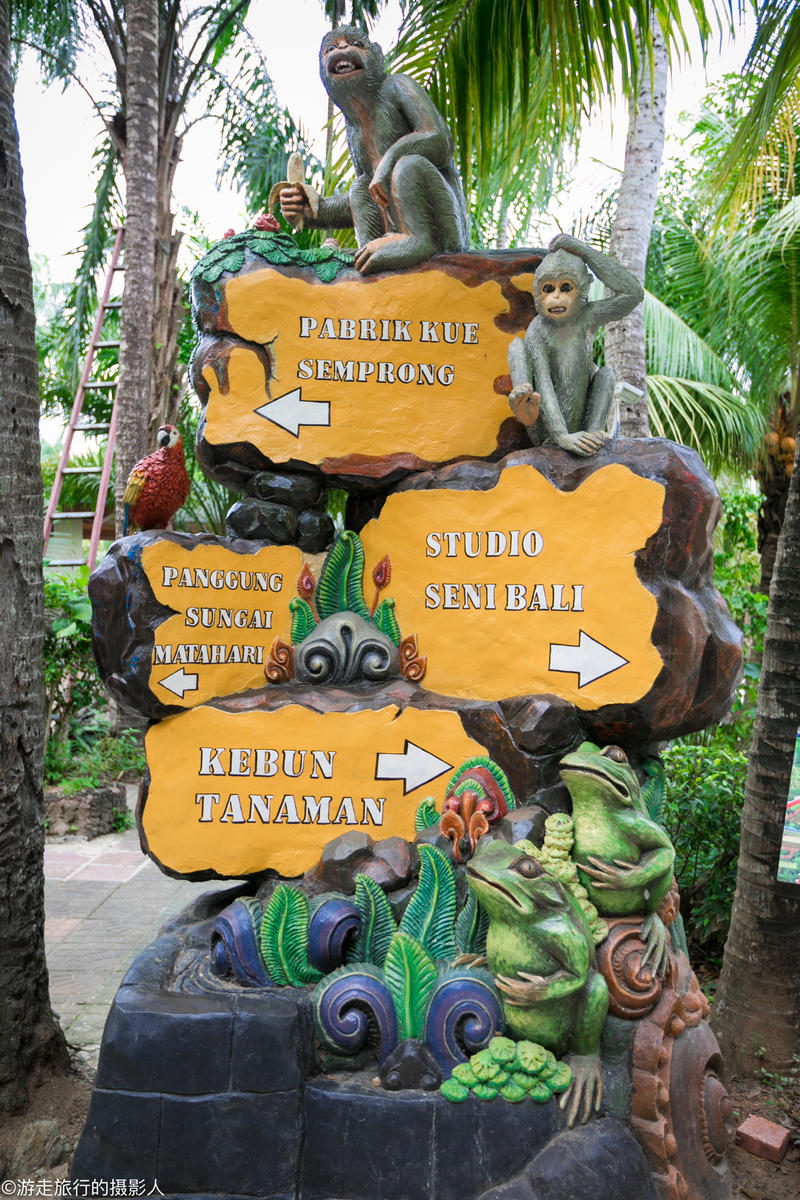 PABRIK KUE
SEMPRONG
STUDIO
SENI BALI
PANGGUNG
SUNGAI
MATAHARI
KEBUN
TANAMAN
©游走旅行的摄影人